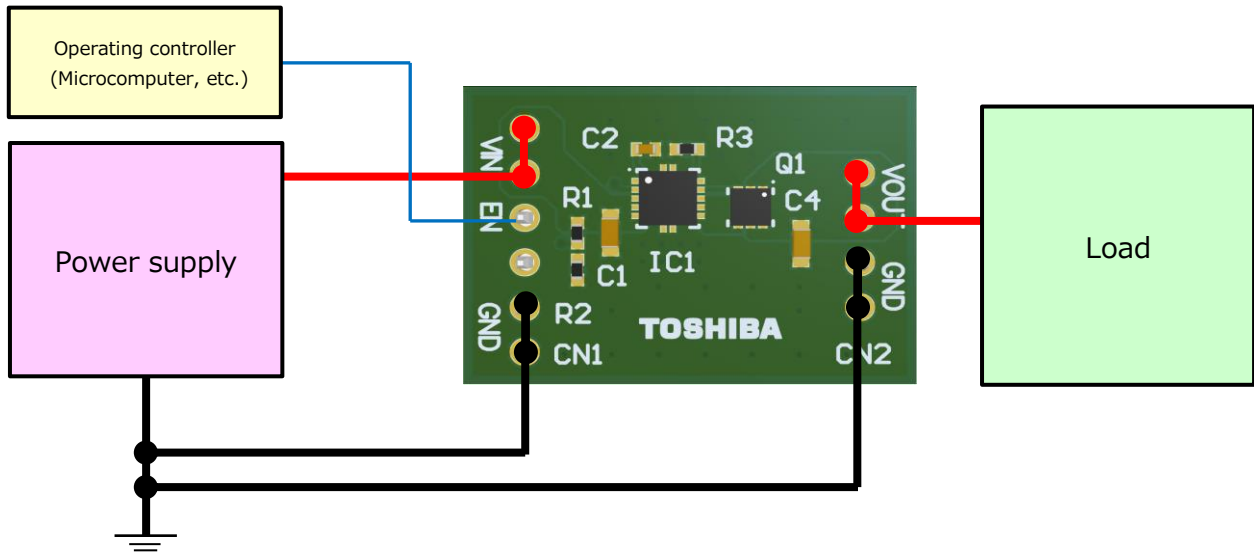 Operating controller
(Microcomputer, etc.)
Power supply
VIN
EN
GND
C2
R3
Q1
R1
C4
C1
IC1
R2
CN1
TOSHIBA
VOUT
GND
CN2
Load